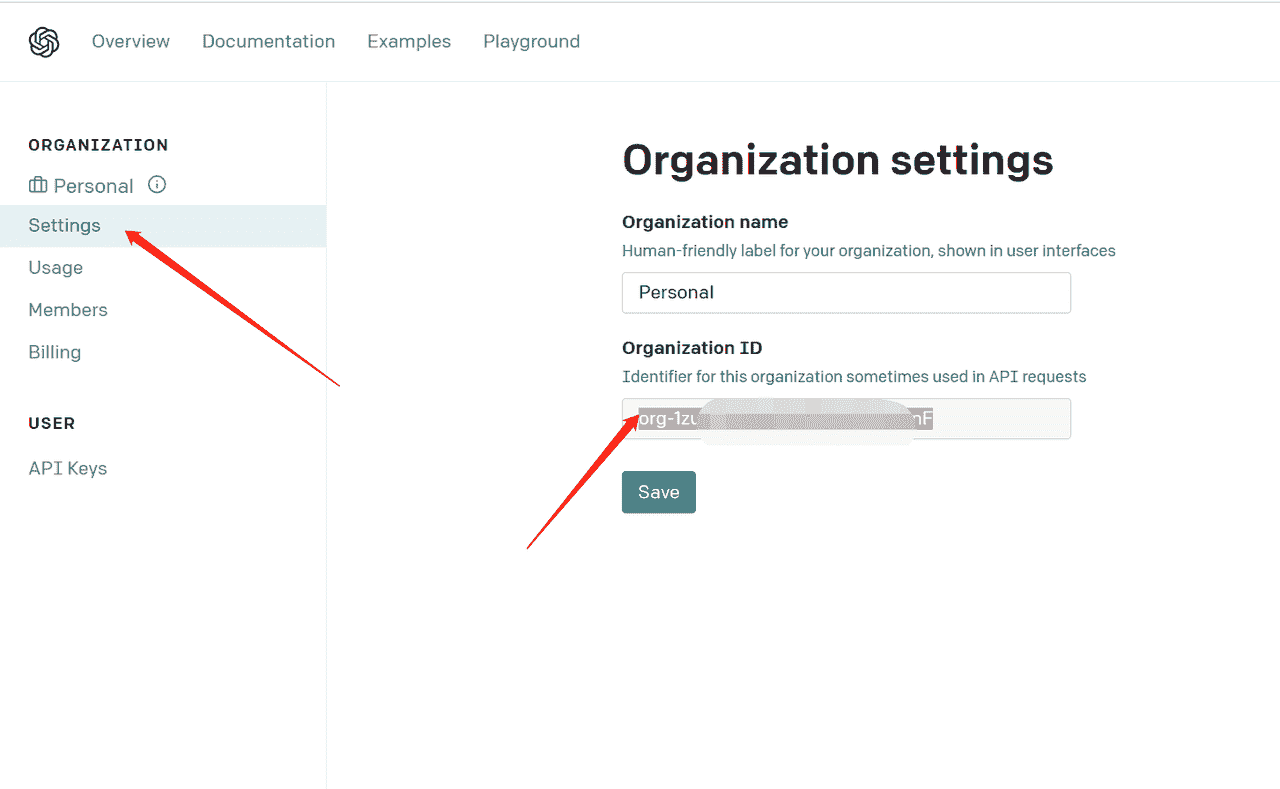 Overview Documentation Examples Playground
ORGANIZATION
Personal
Settings
Usage
Members
Billing
USER
API Keys
Organization settings
Organization name
Human-friendly label for your organization, shown in user interfaces
Personal
Organization ID
Identifier for this organization sometimes used in API requests
Save